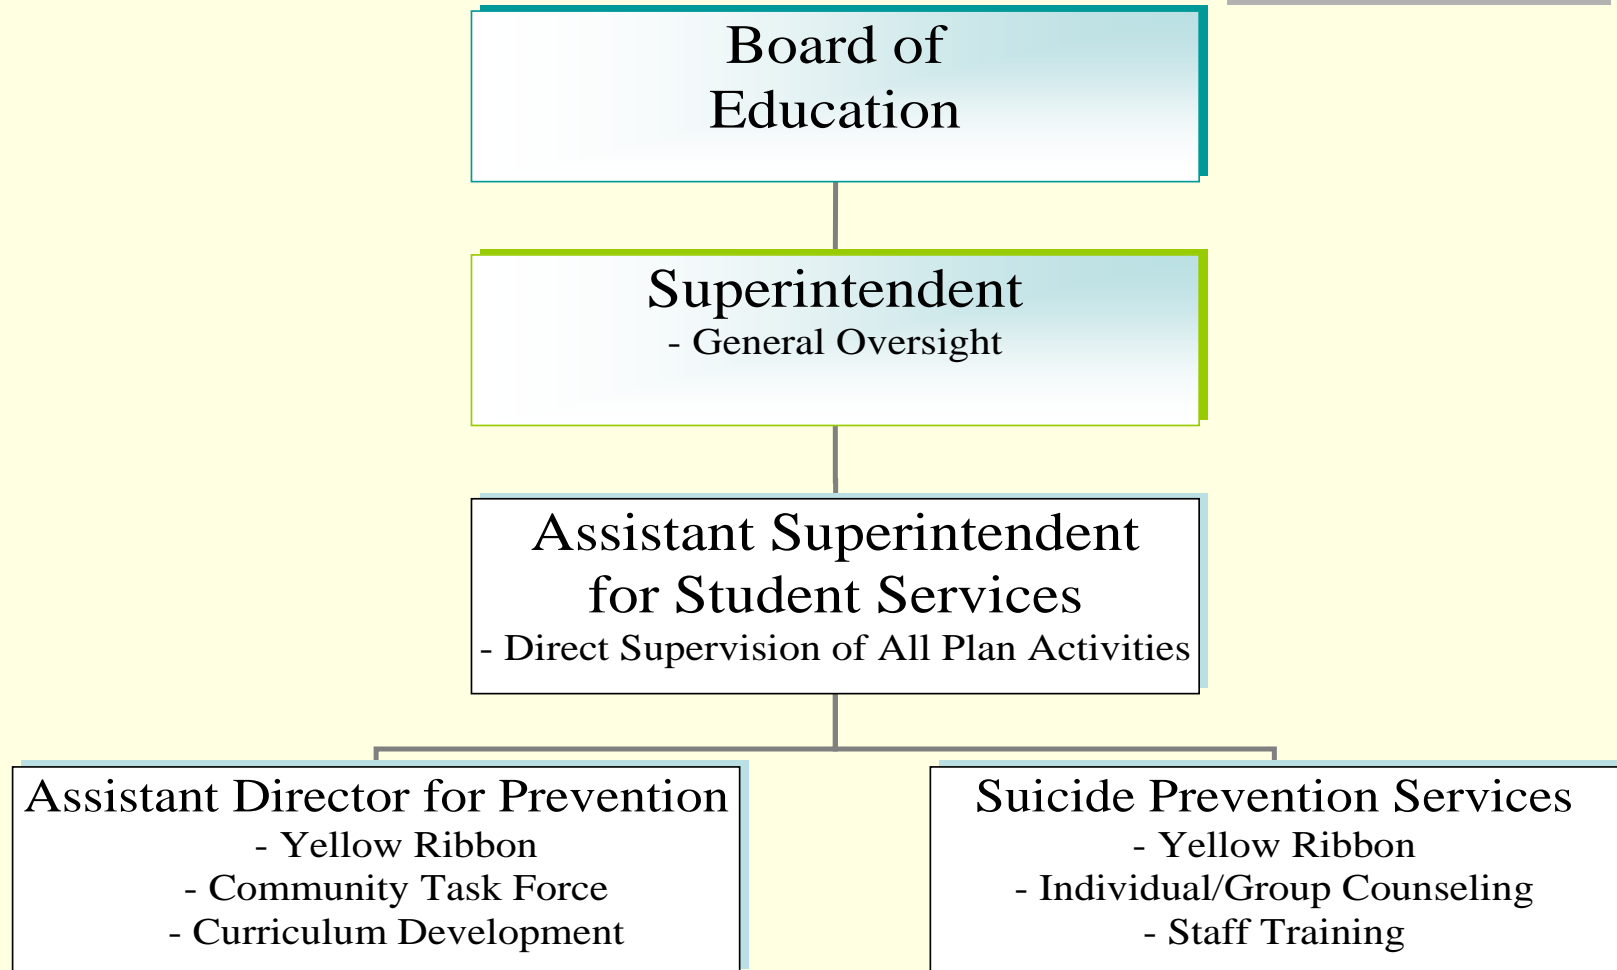 Board of
Education
Superintendent
- General Oversight
Assistant Superintendent
for Student Services
- Direct Supervision of All Plan Activities
Assistant Director for Prevention
- Yellow Ribbon
- Community Task Force
- Curriculum Development
Suicide Prevention Services
- Yellow Ribbon
- Individual/Group Counseling
- Staff Training